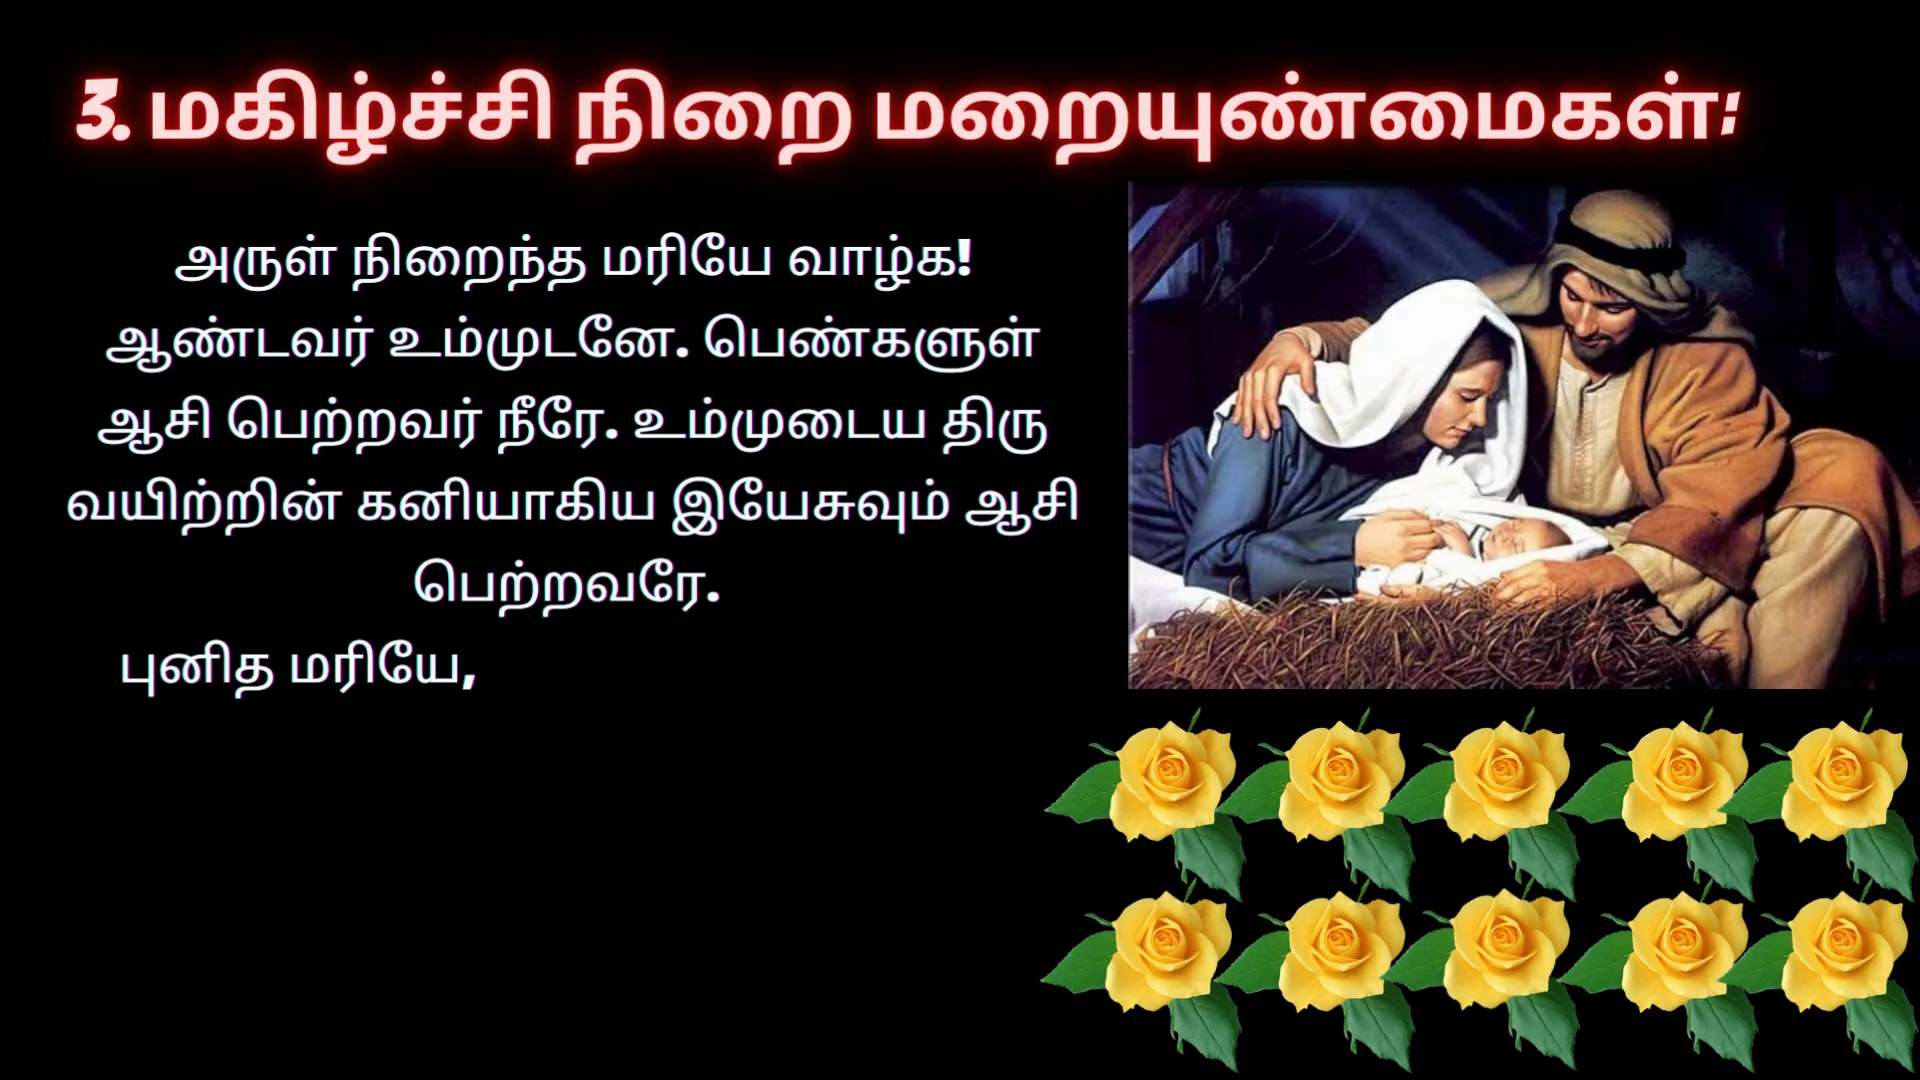 3. மகிழ்ச்சி நிறை மறையுண்மைகள்:
அருள் நிறைந்த மரியே வாழ்க!
ஆண்டவர் உம்முடனே. பெண்களுள்
ஆசி பெற்றவர் நீரே. உம்முடைய திரு
வயிற்றின் கனியாகிய இயேசுவும் ஆசி
பெற்றவரே.
புனித மரியே,